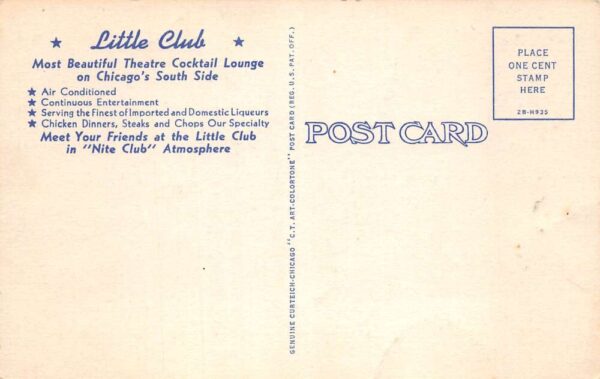 ★ Little Club ★
Most Beautiful Theatre Cocktail Lounge
on Chicago's South Side
★ Air Conditioned
★ Continuous Entertainment
★ Serving the Finest of Imported and Domestic Liqueurs
★ Chicken Dinners, Steaks and Chops Our Specialty
Meet Your Friends at the Little Club
in "Nite Club" Atmosphere
GENUINE CURTEICH-CHICAGO "C.T. ART-COLORTONE" POST CARD (REG. U.S. PAT. OFF.)
POST CARD
PLACE
ONE CENT
STAMP
HERE
2B-H935